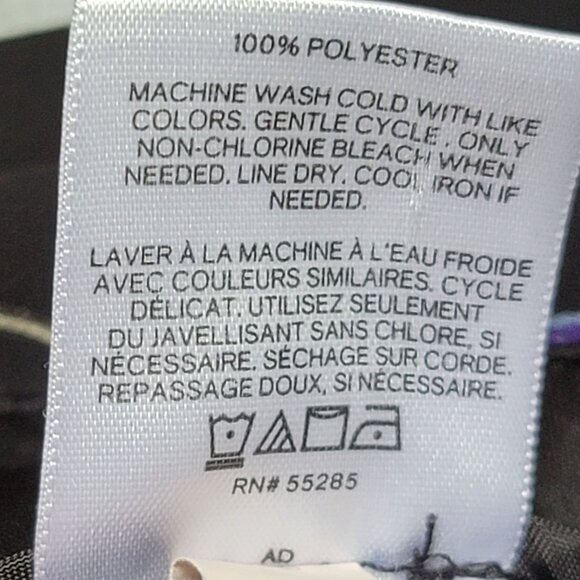 100% POLYESTER
MACHINE WASH COLD WITH LIKE
COLORS. GENTLE CYCLE. ONLY
NON-CHLORINE BLEACH WHEN
NEEDED. LINE DRY. COOL IRON IF
NEEDED.
LAVER À LA MACHINE À L'EAU FROIDE
AVEC COULEURS SIMILAIRES. CYCLE
DÉLICAT. UTILISEZ SEULEMENT
DU JAVELLISANT SANS CHLORE, SI
NÉCESSAIRE. SÉCHAGE SUR CORDE.
REPASSAGE DOUX, SI NÉCESSAIRE.
RN# 55285
AD